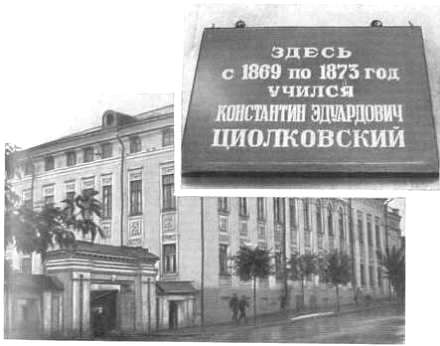 ЗДЕСЬ
с 1869 по 1873 год
УЧИЛСЯ
КОНСТАНТИН ЭДУАРДОВИЧ
ЦИОЛКОВСКИЙ